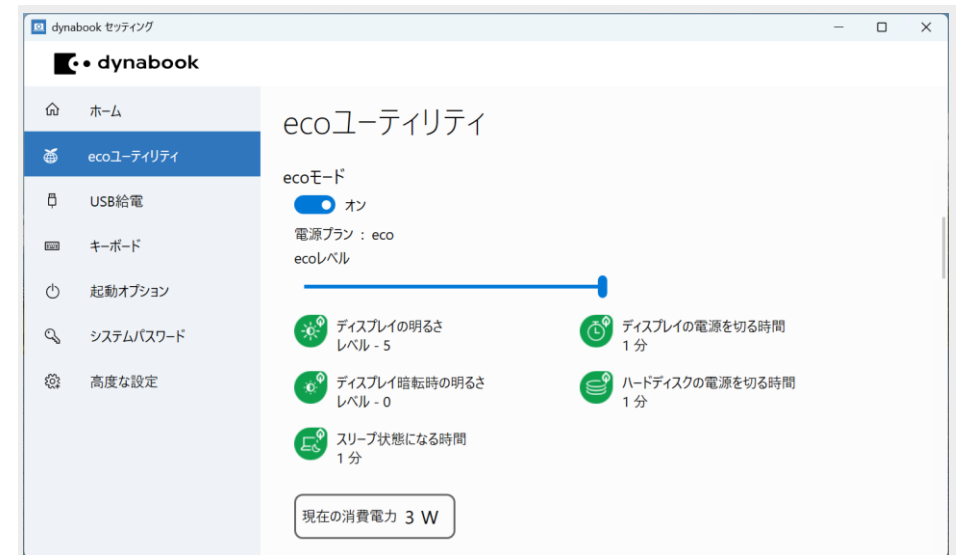 dynabook セッティング
dynabook
ホーム
ecoユーティリティ
USB給電
キーボード
起動オプション
システムパスワード
高度な設定
ecoユーティリティ
ecoモード
オン
電源プラン : eco
ecoレベル
ディスプレイの明るさ
レベル - 5
ディスプレイの電源を切る時間
1 分
ディスプレイ暗転時の明るさ
レベル - 0
ハードディスクの電源を切る時間
1 分
スリープ状態になる時間
1 分
現在の消費電力 3 W